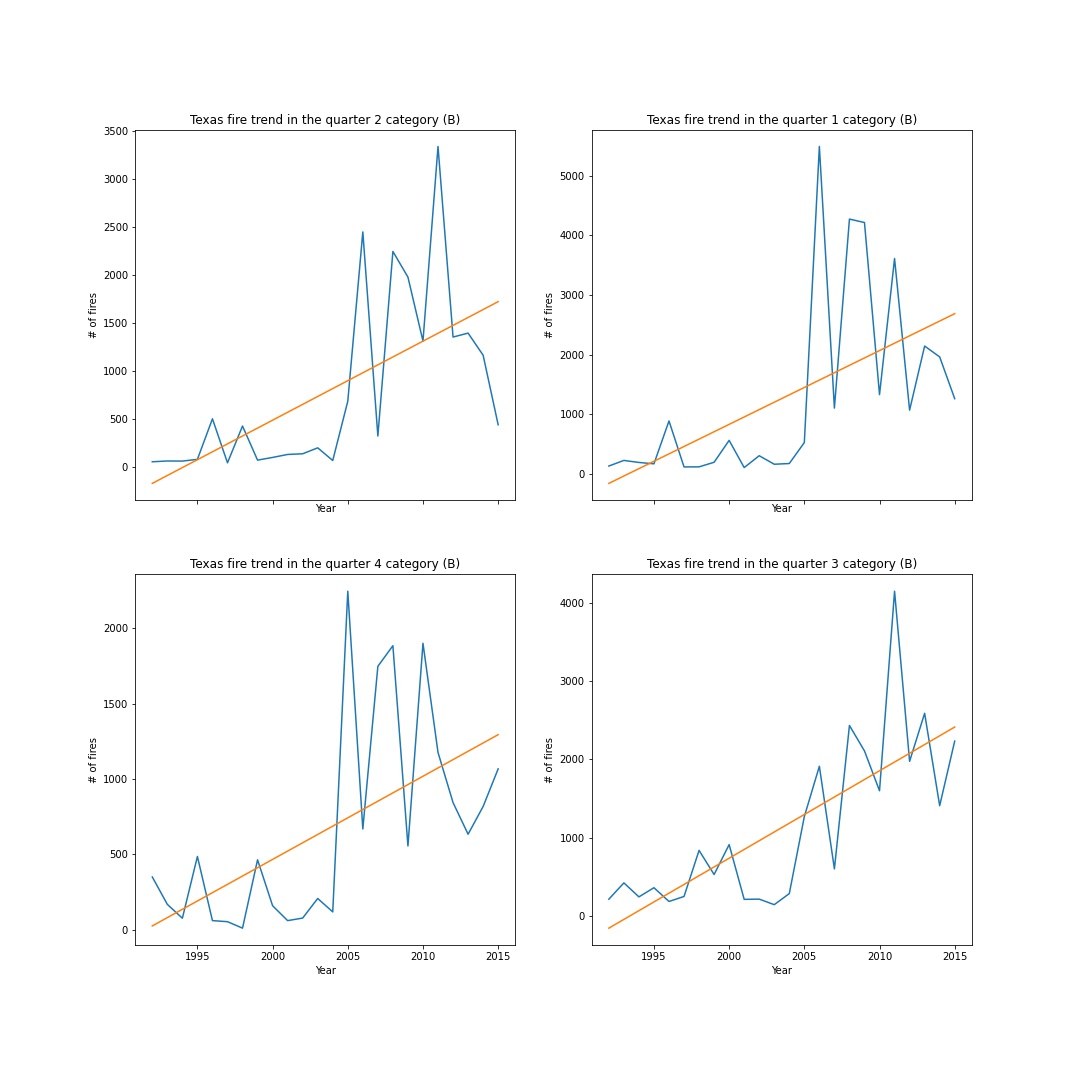 Texas fire trend in the quarter 2 category (B)
3500
3000
2500
2000
1500
1000
500
0
# of fires
Year
Texas fire trend in the quarter 1 category (B)
5000
4000
3000
2000
1000
0
# of fires
Year
Texas fire trend in the quarter 4 category (B)
2000
1500
1000
500
0
# of fires
1995 2000 2005 2010 2015
Year
Texas fire trend in the quarter 3 category (B)
4000
3000
2000
1000
0
# of fires
1995 2000 2005 2010 2015
Year